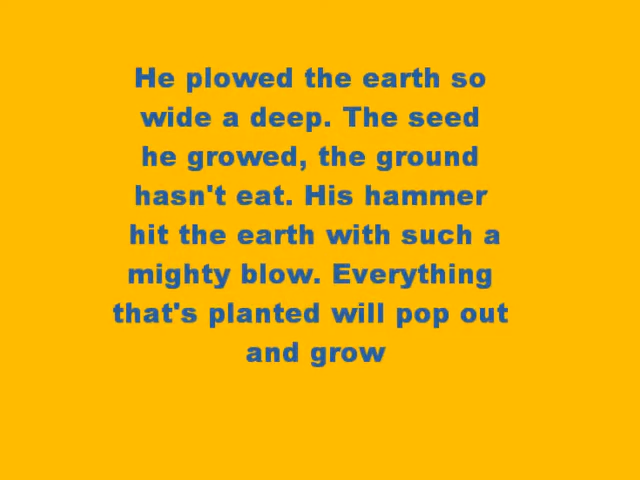 He plowed the earth so
wide a deep. The seed
he growed, the ground
hasn't eat. His hammer
hit the earth with such a
mighty blow. Everything
that's planted will pop out
and grow